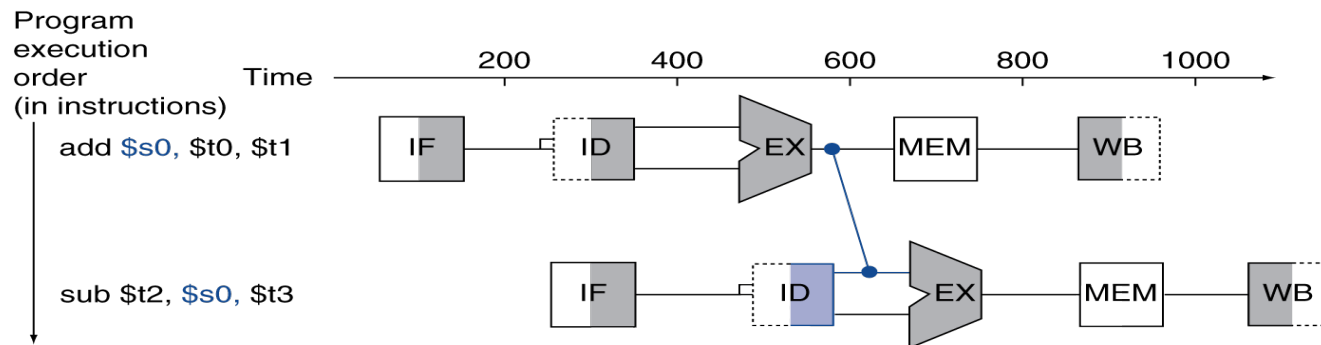 Program
execution
order
(in instructions)
Time
200 400 600 800 1000
add $s0, $t0, $t1
IF ID EX MEM WB
sub $t2, $s0, $t3
IF ID EX MEM WB